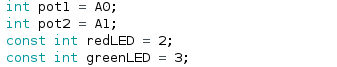 int pot1 = A0;
int pot2 = A1;
const int redLED = 2;
const int greenLED = 3;